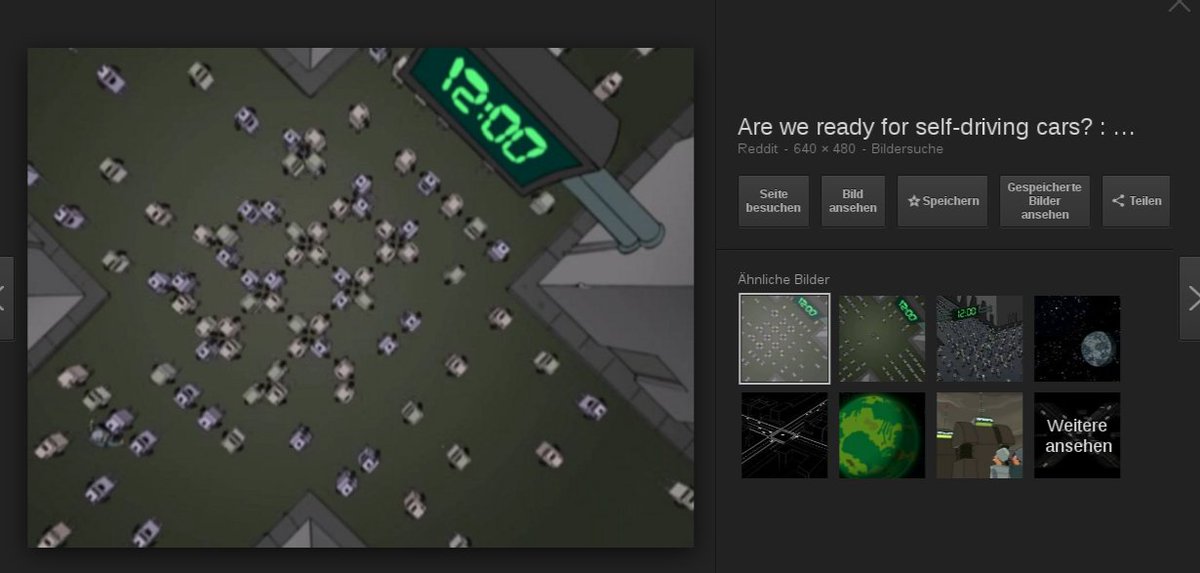 12:00
Are we ready for self-driving cars? : ...
Reddit - 640 × 480 - Bildersuche
Seite
besuchen
Bild
ansehen
Speichern
Gespeicherte
Bilder
ansehen
Teilen
Ähnliche Bilder
12:00
12:00
12:00
Weitere
ansehen